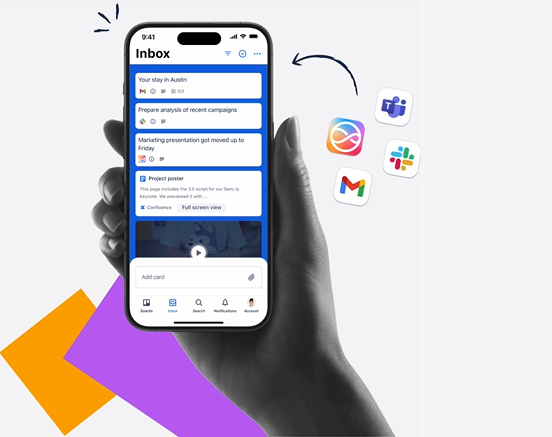 9:41
Inbox
Your stay in Austin
0/3
Prepare analysis of recent campaigns
Marketing presentation got moved up to
Friday
Project poster
This page includes the 3.0 script for our
Keynote. We previewed it with....
Confluence
Full screen view
Add card
Boards
Inbox
Search
Notifications
Account